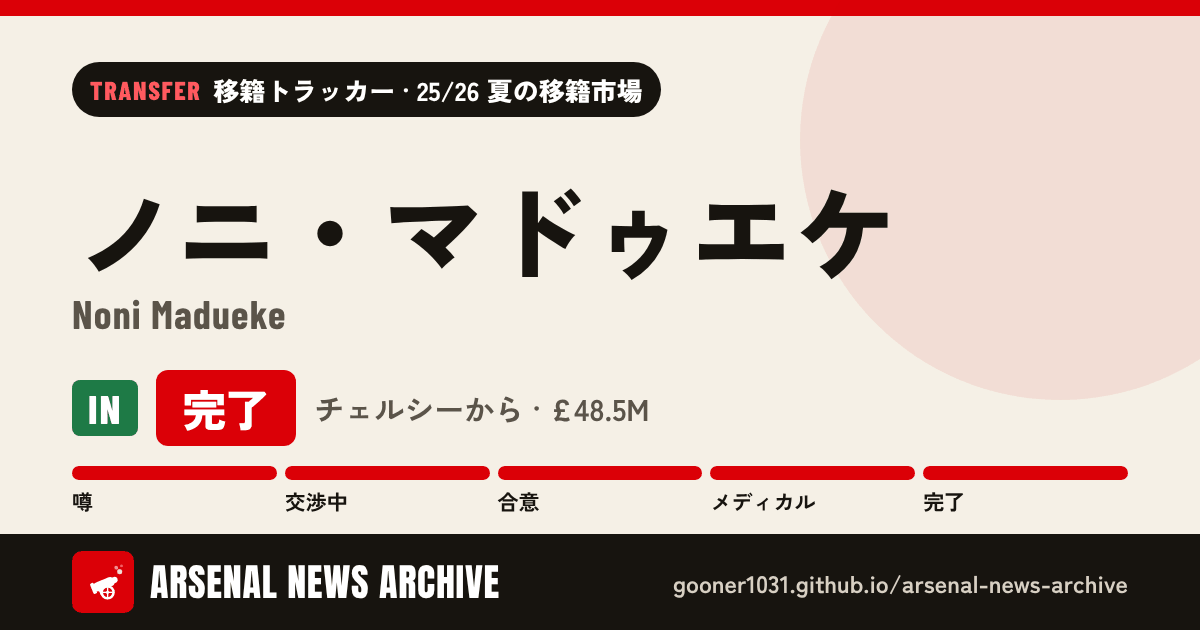 TRANSFER 移籍トラッカー · 25/26 夏の移籍市場
ノニ・マドゥエケ
Noni Madueke
IN 完了 チェルシーから · £48.5M
噂 交渉中 合意 メディカル 完了
ARSENAL NEWS ARCHIVE gooner1031.github.io/arsenal-news-archive